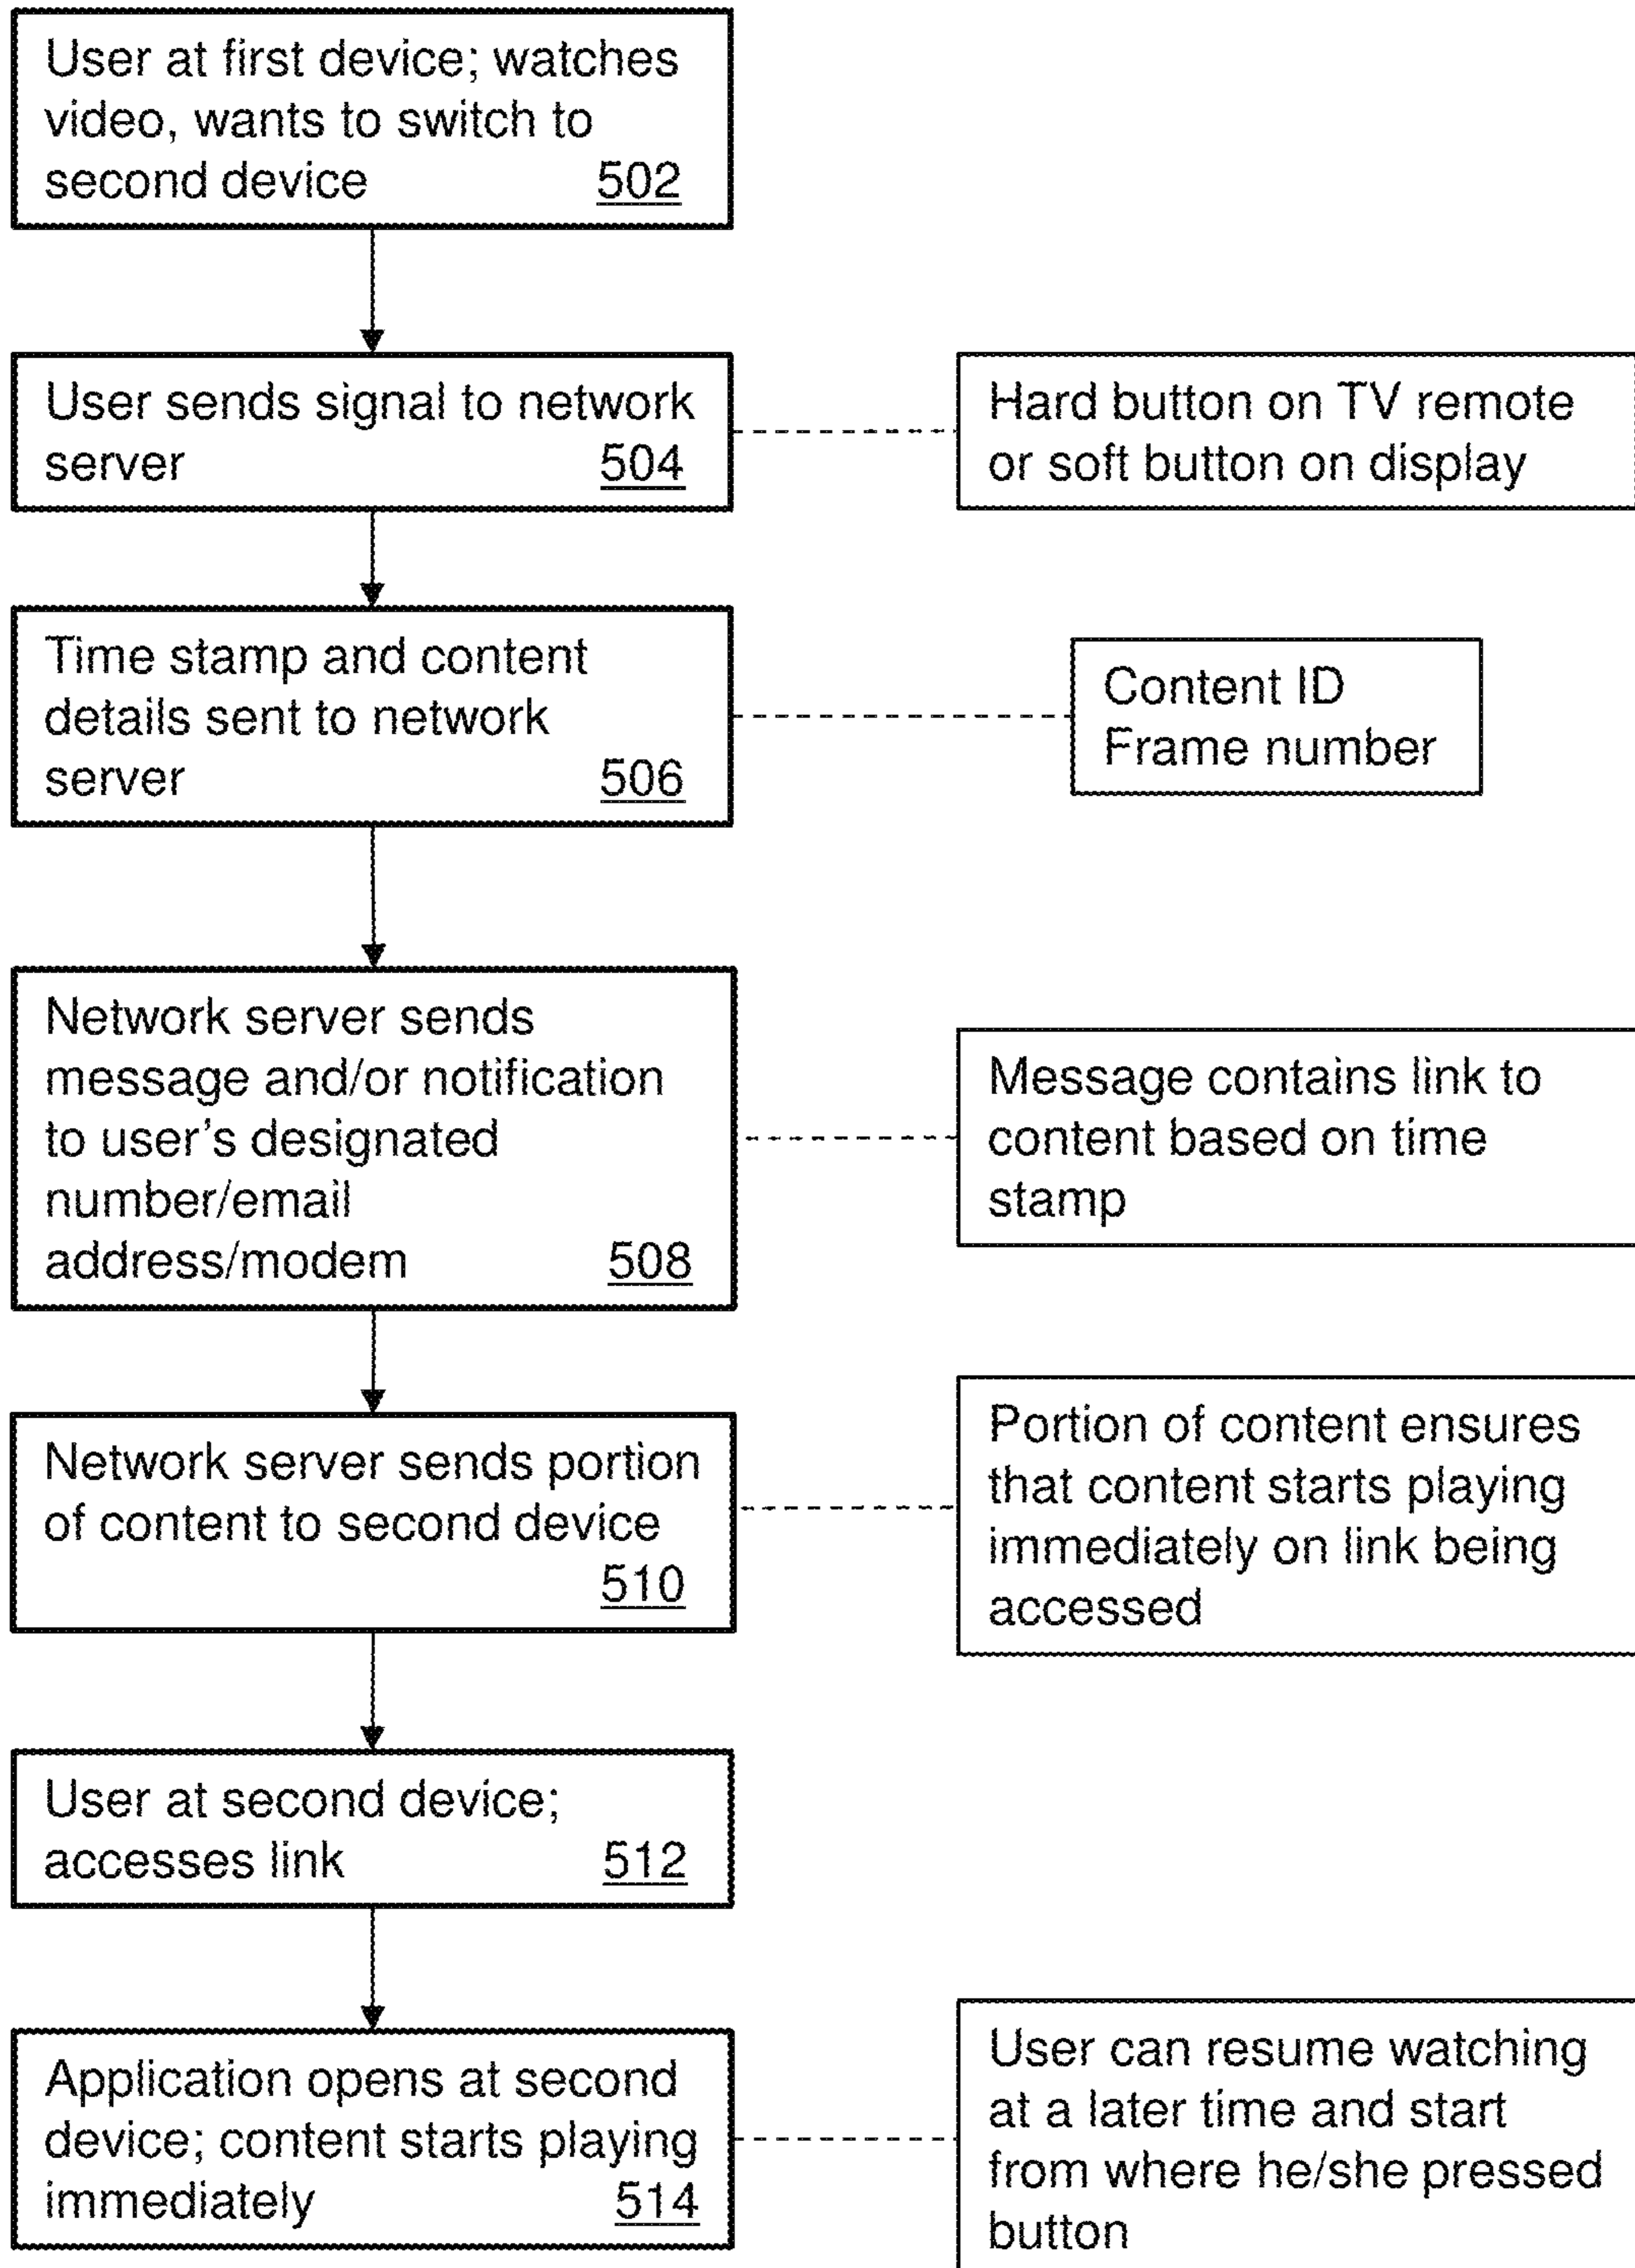 User at first device; watches
video, wants to switch to
second device 502
User sends signal to network
server 504
Hard button on TV remote
or soft button on display
Time stamp and content
details sent to network
server 506
Content ID
Frame number
Network server sends
message and/or notification
to user's designated
number/email
address/modem 508
Message contains link to
content based on time
stamp
Network server sends portion
of content to second device
510
Portion of content ensures
that content starts playing
immediately on link being
accessed
User at second device;
accesses link 512
Application opens at second
device; content starts playing
immediately 514
User can resume watching
at a later time and start
from where he/she pressed
button